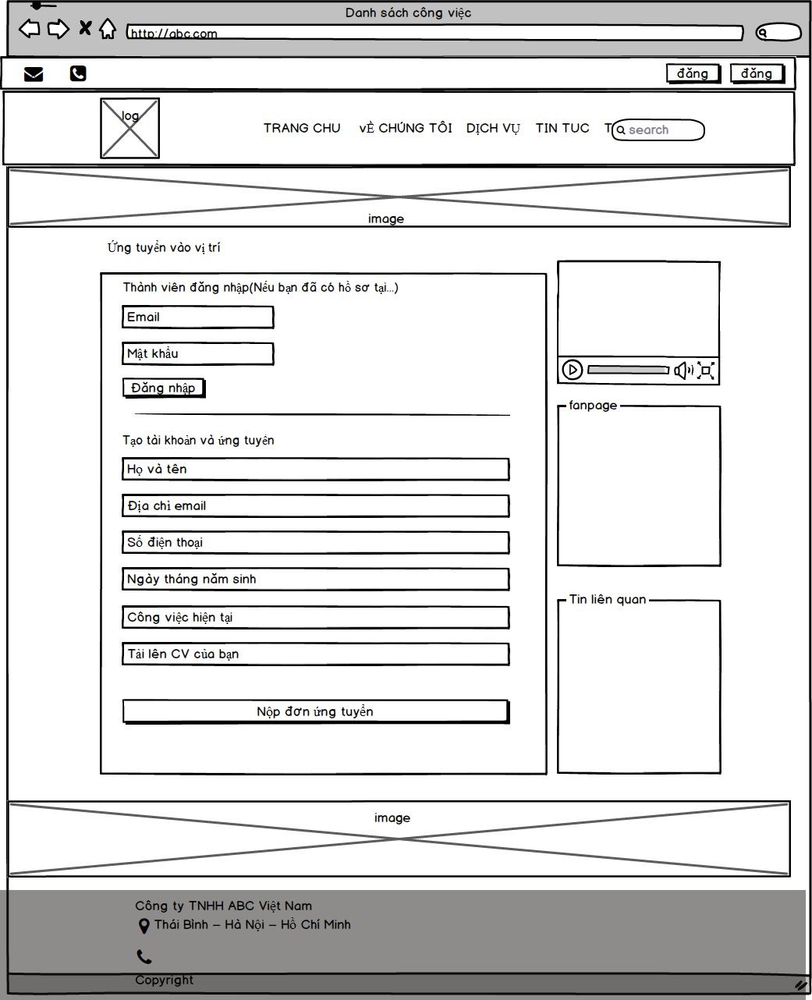 Danh sách công việc
http://abc.com
đăng đăng
log
TRANG CHU vỀ CHÚNG TÔI DỊCH VỤ TIN TUC T search
image
Ứng tuyển vào vị trí
Thành viên đăng nhập(Nếu bạn đã có hồ sơ tại...)
Email
Mật khẩu
Đăng nhập
fanpage
Tạo tài khoản và ứng tuyển
Họ và tên
Địa chỉ email
Số điện thoại
Ngày tháng năm sinh
Tin liên quan
Công việc hiện tại
Tải lên CV của bạn
Nộp đơn ứng tuyển
image
Công ty TNHH ABC Việt Nam
Thái Bình – Hà Nội – Hồ Chí Minh
Copyright